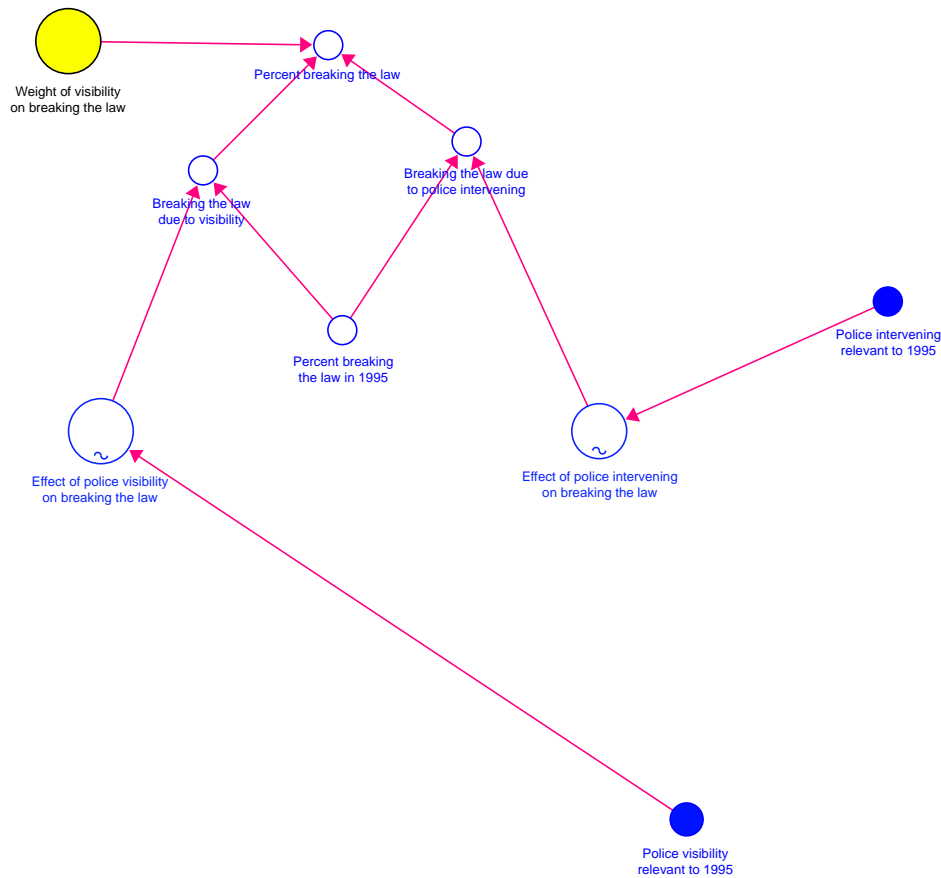 Percent breaking the law
Weight of visibility
on breaking the law
Breaking the law due
to police intervening
Breaking the law
due to visibility
Police intervening
relevant to 1995
Percent breaking
the law in 1995
Effect of police visibility
on breaking the law
Effect of police intervening
on breaking the law
Police visibility
relevant to 1995